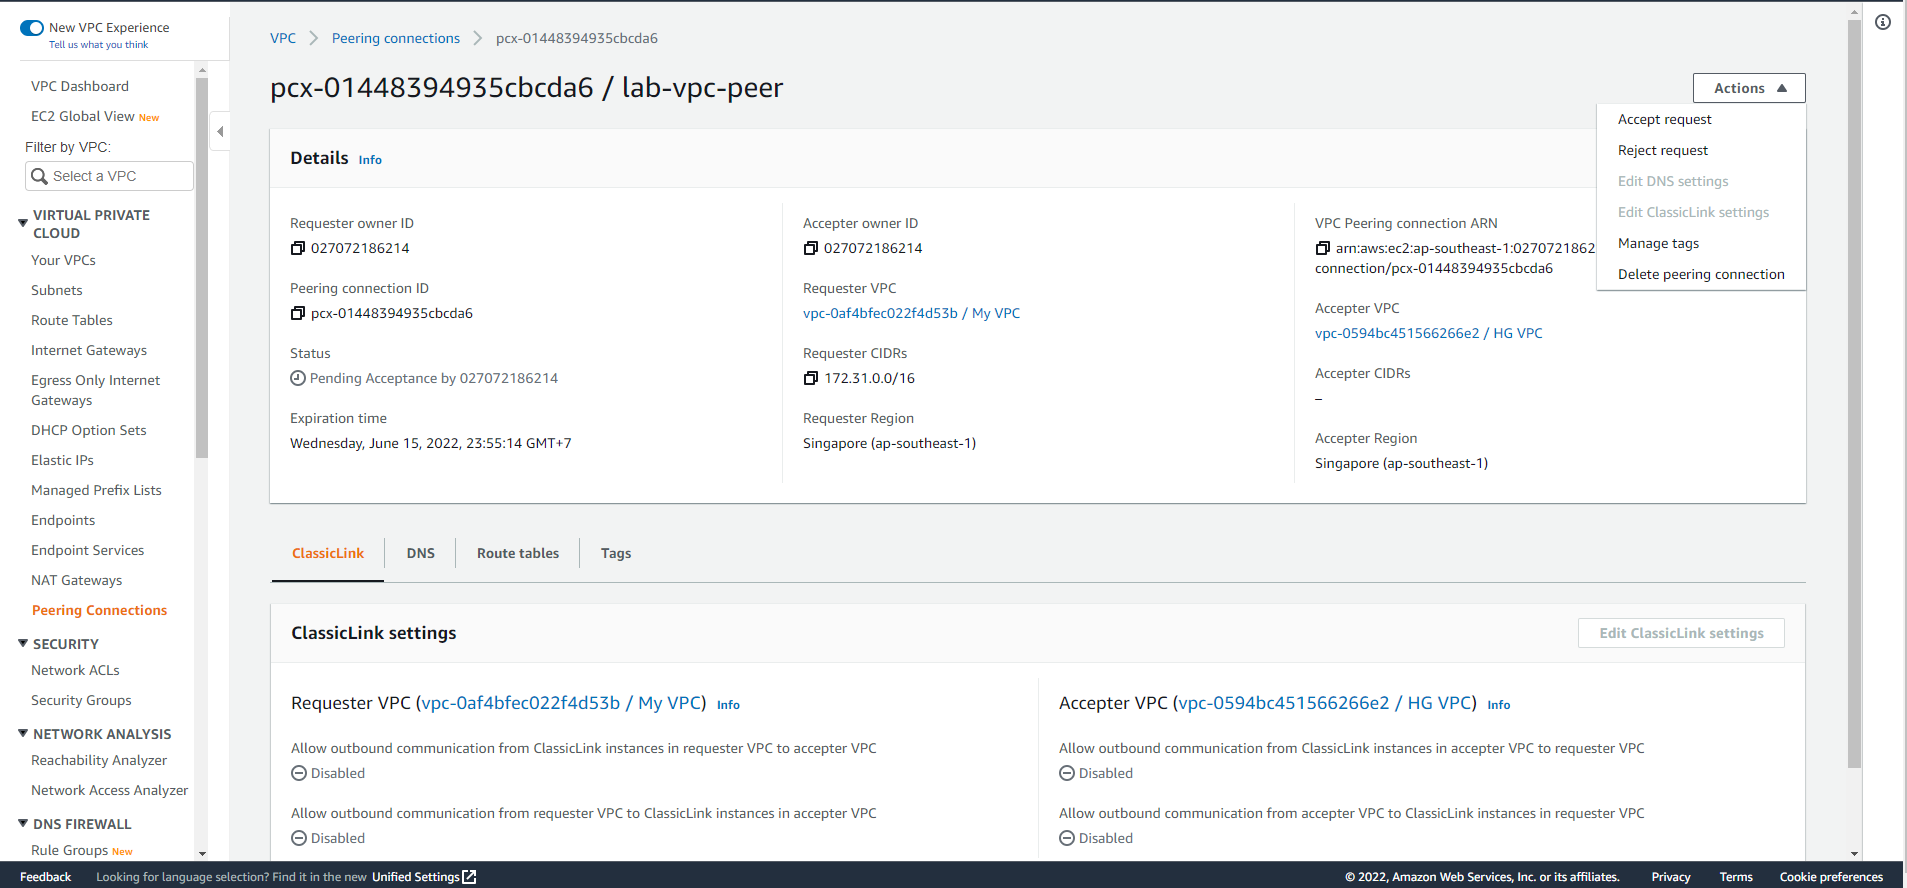 New VPC Experience
Tell us what you think
VPC Dashboard
EC2 Global View New
Filter by VPC:
Select a VPC
VIRTUAL PRIVATE
CLOUD
Your VPCs
Subnets
Route Tables
Internet Gateways
Egress Only Internet
Gateways
DHCP Option Sets
Elastic IPs
Managed Prefix Lists
Endpoints
Endpoint Services
NAT Gateways
Peering Connections
SECURITY
Network ACLs
Security Groups
NETWORK ANALYSIS
Reachability Analyzer
Network Access Analyzer
DNS FIREWALL
Rule Groups New
VPC Peering connections pcx-01448394935cbcda6
pcx-01448394935cbcda6 / lab-vpc-peer
Actions
Accept request
Reject request
Edit DNS settings
Edit ClassicLink settings
Manage tags
Delete peering connection
Details Info
Requester owner ID
027072186214
Peering connection ID
pcx-01448394935cbcda6
Status
Pending Acceptance by 027072186214
Expiration time
Wednesday, June 15, 2022, 23:55:14 GMT+7
Accepter owner ID
027072186214
Requester VPC
vpc-0af4bfec022f4d53b / My VPC
Requester CIDRs
172.31.0.0/16
Requester Region
Singapore (ap-southeast-1)
VPC Peering connection ARN
arn:aws:ec2:ap-southeast-1:0270721862
connection/pcx-01448394935cbcda6
Accepter VPC
vpc-0594bc451566266e2 / HG VPC
Accepter CIDRs
–
Accepter Region
Singapore (ap-southeast-1)
ClassicLink DNS Route tables Tags
ClassicLink settings
Edit ClassicLink settings
Requester VPC (vpc-0af4bfec022f4d53b / My VPC) Info
Allow outbound communication from ClassicLink instances in requester VPC to accepter VPC
Disabled
Allow outbound communication from requester VPC to ClassicLink instances in accepter VPC
Disabled
Accepter VPC (vpc-0594bc451566266e2 / HG VPC) Info
Allow outbound communication from ClassicLink instances in accepter VPC to requester VPC
Disabled
Allow outbound communication from accepter VPC to ClassicLink instances in requester VPC
Disabled
Feedback Looking for language selection? Find it in the new Unified Settings
© 2022, Amazon Web Services, Inc. or its affiliates. Privacy Terms Cookie preferences